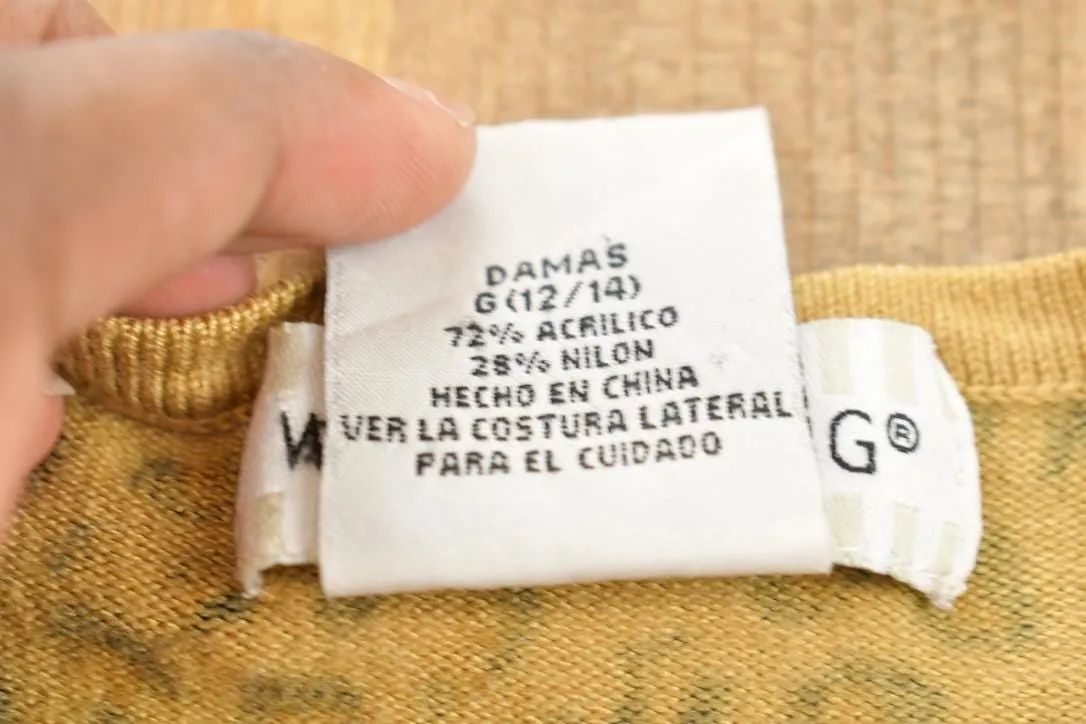 DAMAS
G (12/14)
72% ACRILICO
28% NILON
HECHO EN CHINA
VER LA COSTURA LATERAL
PARA EL CUIDADO
G®